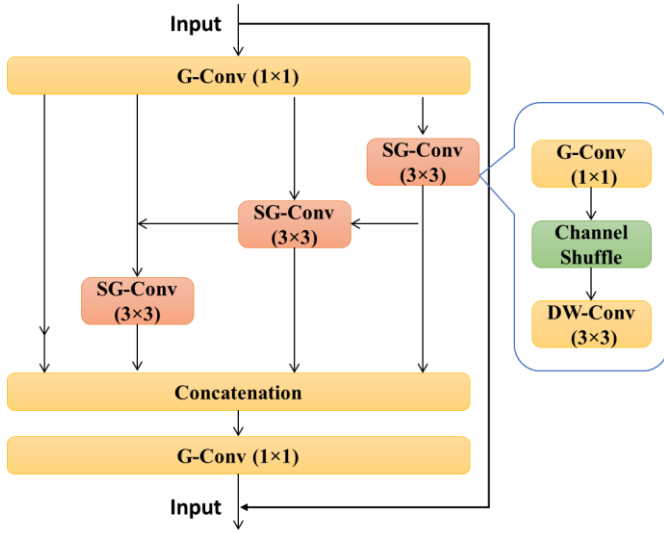 Input
G-Conv (1×1)
SG-Conv
(3×3)
SG-Conv
(3×3)
SG-Conv
(3×3)
Concatenation
G-Conv (1×1)
Input
G-Conv
(1×1)
Channel
Shuffle
DW-Conv
(3×3)